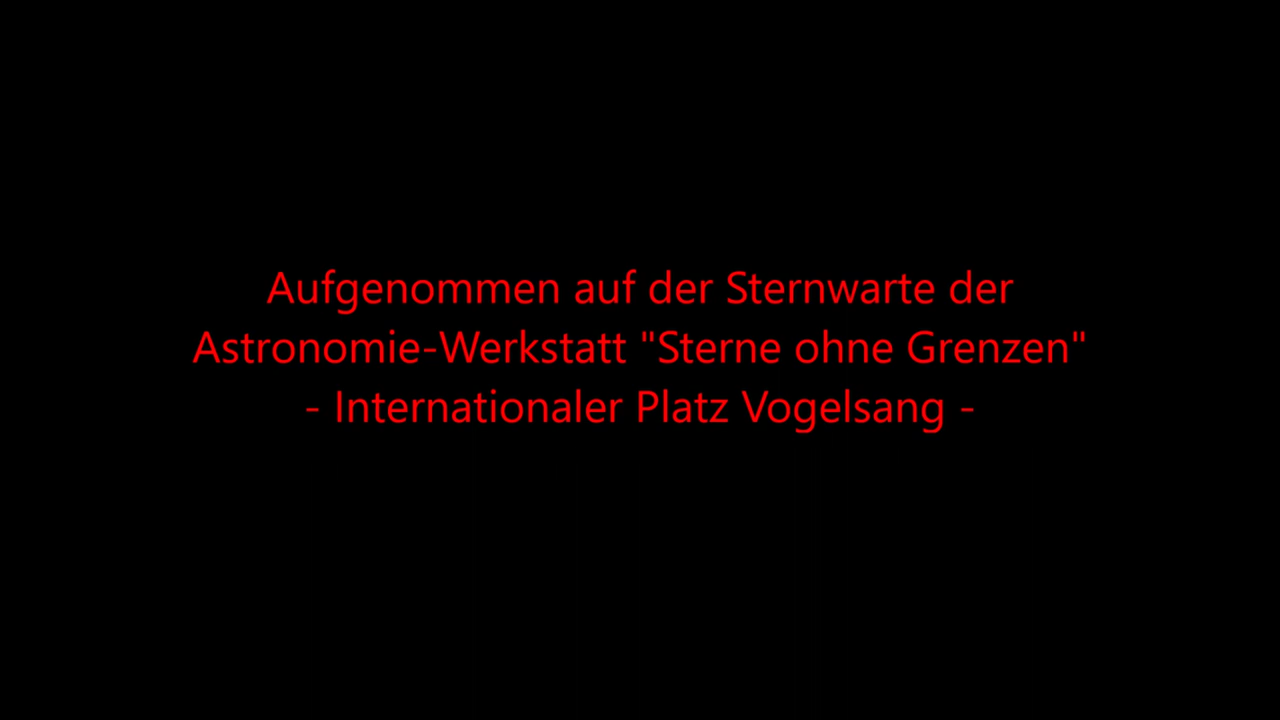 Aufgenommen auf der Sternwarte der
Astronomie-Werkstatt "Sterne ohne Grenzen"
- Internationaler Platz Vogelsang -